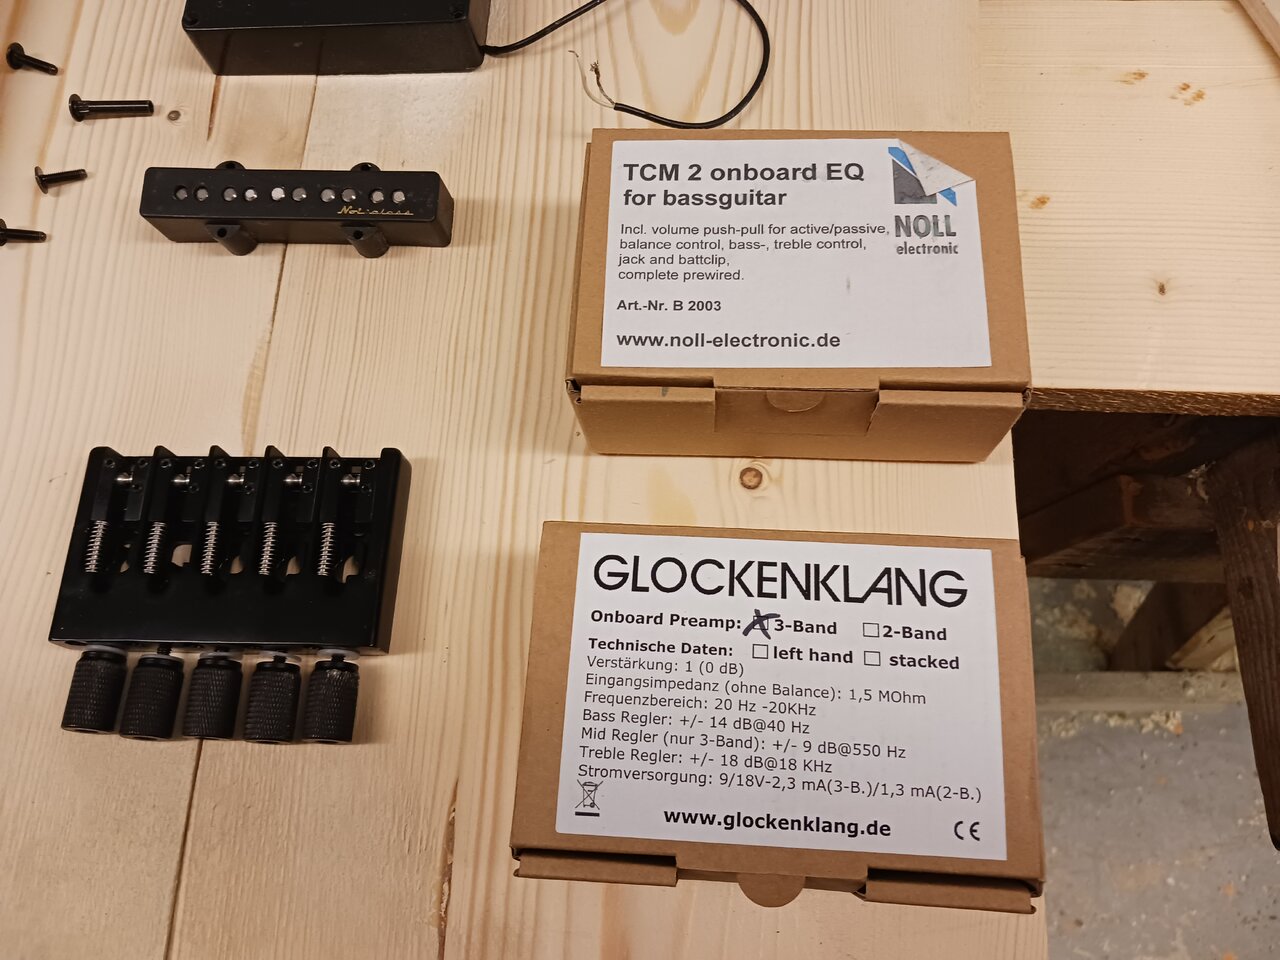 Noiseless
TCM 2 onboard EQ
for bassguitar
Incl. volume push-pull for active/passive,
balance control, bass-, treble control,
jack and battclip,
complete prewired.
Art.-Nr. B 2003
www.noll-electronic.de
NOLL
electronic
GLOCKENKLANG
Onboard Preamp: 3-Band 2-Band
Technische Daten: left hand stacked
Verstärkung: 1 (0 dB)
Eingangsimpedanz (ohne Balance): 1,5 MOhm
Frequenzbereich: 20 Hz -20KHz
Bass Regler: +/- 14 dB@40 Hz
Mid Regler (nur 3-Band): +/- 9 dB@550 Hz
Treble Regler: +/- 18 dB@18 KHz
Stromversorgung: 9/18V-2,3 mA(3-B.)/1,3 mA(2-B.)
www.glockenklang.de
CE